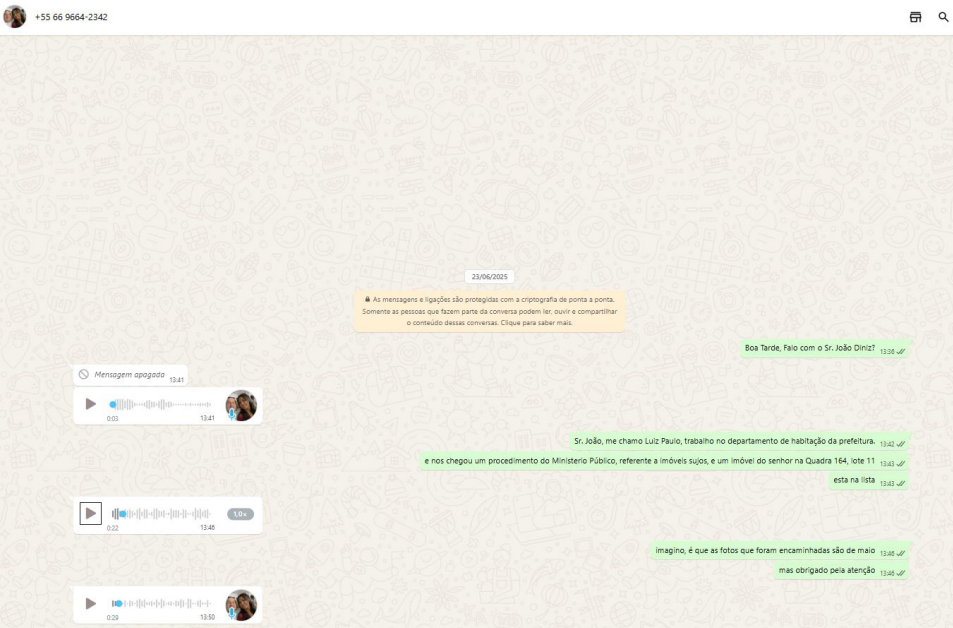 +55 66 9664-2342
23/06/2025
As mensagens e ligações são protegidas com a criptografia de ponta a ponta.
Somente as pessoas que fazem parte da conversa podem ler, ouvir e compartilhar
o conteúdo dessas conversas. Clique para saber mais.
Boa Tarde, Falo com o Sr. João Diniz? 13:36
Mensagem apagada 13:41
0:03 13:41
Sr. João, me chamo Luiz Paulo, trabalho no departamento de habitação da prefeitura. 13:42
e nos chegou um procedimento do Ministerio Público, referente a imóveis sujos, e um imóvel do senhor na Quadra 164, lote 11 13:43
esta na lista 13:43
1,0×
0:22 13:46
imagino, é que as fotos que foram encaminhadas são de maio 13:46
mas obrigado pela atenção 13:46
0:29 13:50